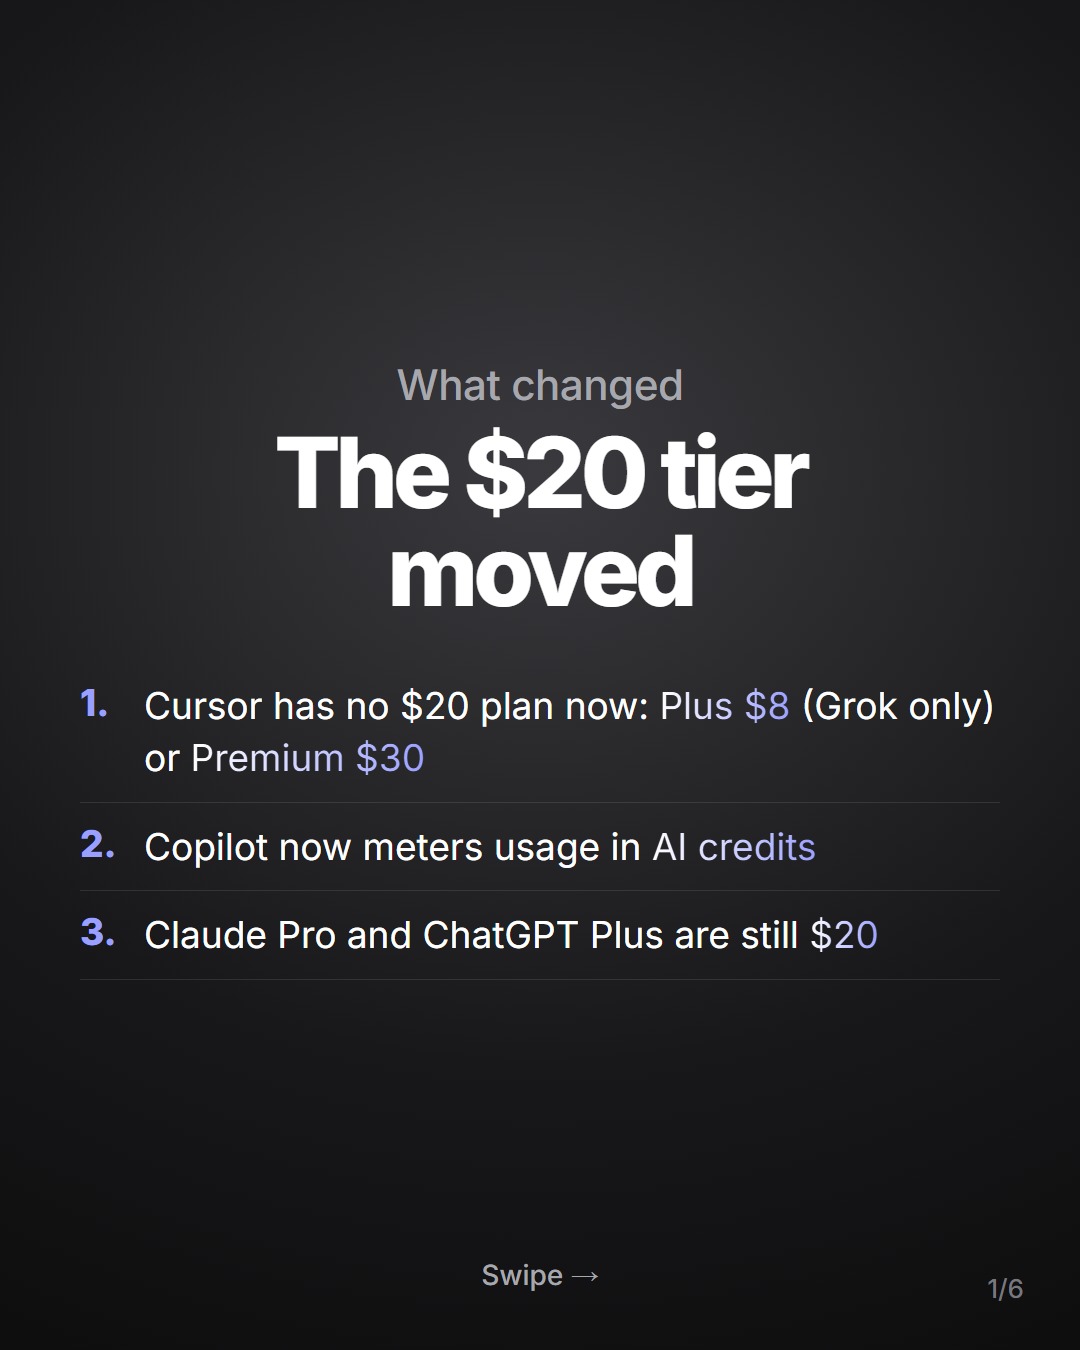 What changed
The $20 tier
moved
1. Cursor has no $20 plan now: Plus $8 (Grok only)
or Premium $30
2. Copilot now meters usage in AI credits
3. Claude Pro and ChatGPT Plus are still $20
Swipe →
1/6